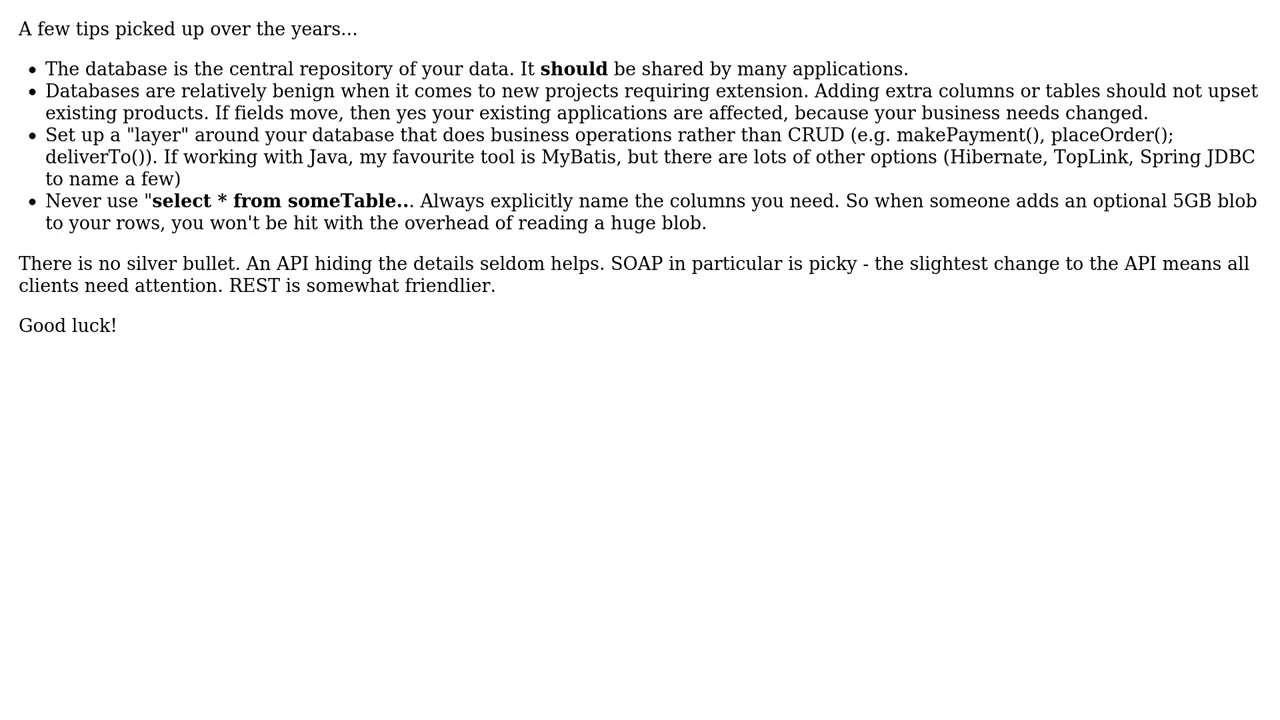 A few tips picked up over the years...
• The database is the central repository of your data. It should be shared by many applications.
• Databases are relatively benign when it comes to new projects requiring extension. Adding extra columns or tables should not upset
existing products. If fields move, then yes your existing applications are affected, because your business needs changed.
• Set up a "layer" around your database that does business operations rather than CRUD (e.g. makePayment(), placeOrder();
deliverTo()). If working with Java, my favourite tool is MyBatis, but there are lots of other options (Hibernate, TopLink, Spring JDBC
to name a few)
• Never use "select * from someTable... Always explicitly name the columns you need. So when someone adds an optional 5GB blob
to your rows, you won't be hit with the overhead of reading a huge blob.
There is no silver bullet. An API hiding the details seldom helps. SOAP in particular is picky - the slightest change to the API means all
clients need attention. REST is somewhat friendlier.
Good luck!